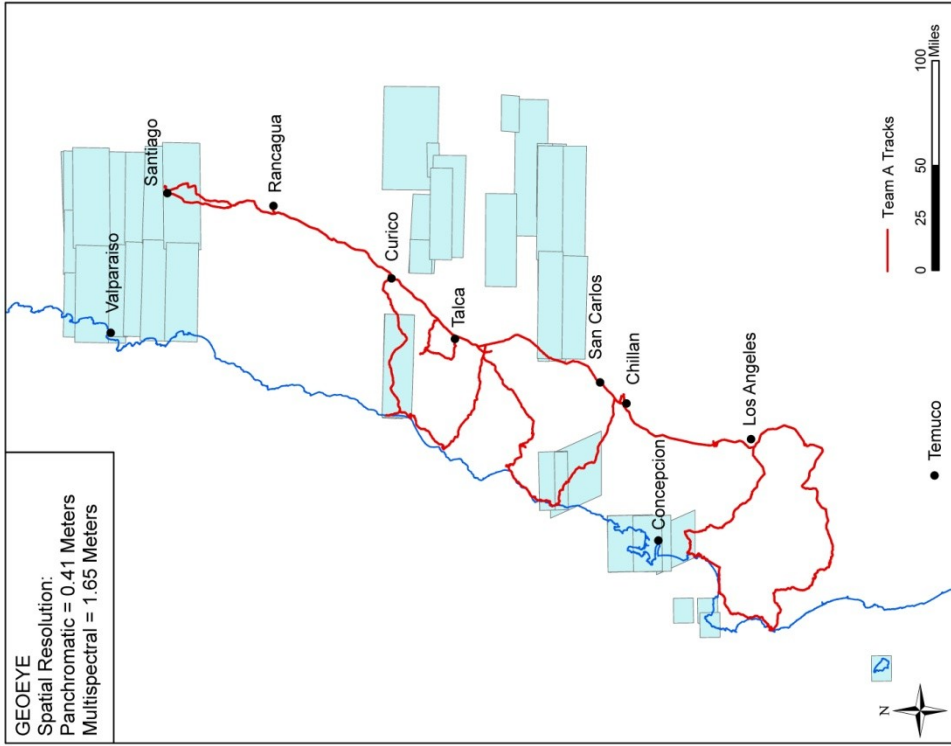 GEOEYE
Spatial Resolution:
Panchromatic = 0.41 Meters
Multispectral = 1.65 Meters
Valparaiso
Santiago
Rancagua
Curico
Talca
San Carlos
Chillan
Concepcion
Los Angeles
Temuco
Team A Tracks
0 25 50 100
Miles
N